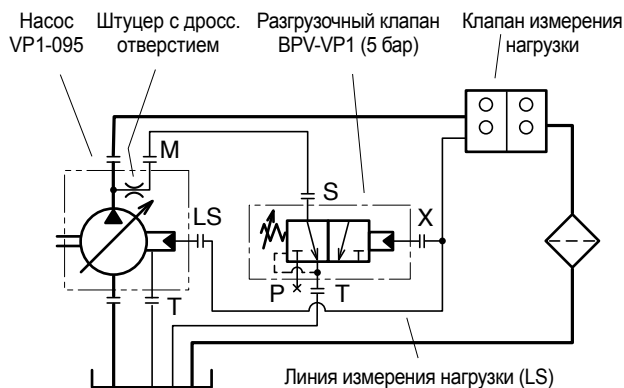 Насос
VP1-095
Штуцер с дросс.
отверстием
Разгрузочный клапан
BPV-VP1 (5 бар)
Клапан измерения
нагрузки
M
S
LS
X
P
T
T
Линия измерения нагрузки (LS)